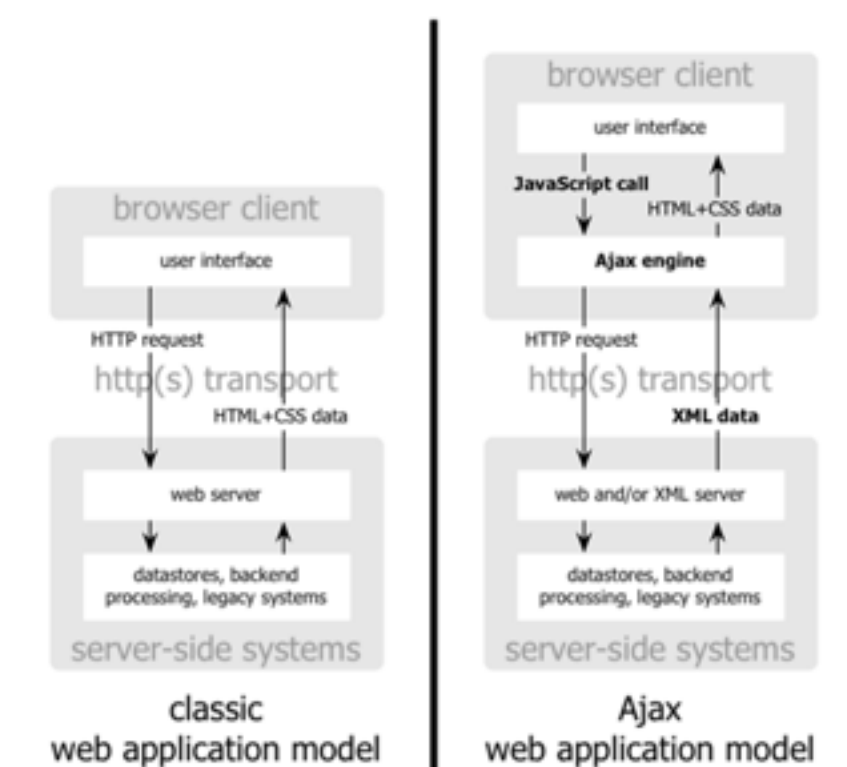 browser client
user interface
HTTP request
http(s) transport
HTML+CSS data
web server
datastores, backend
processing, legacy systems
server-side systems
classic
web application model
browser client
user interface
JavaScript call
HTML+CSS data
Ajax engine
HTTP request
http(s) transport
XML data
web and/or XML server
datastores, backend
processing, legacy systems
server-side systems
Ajax
web application model